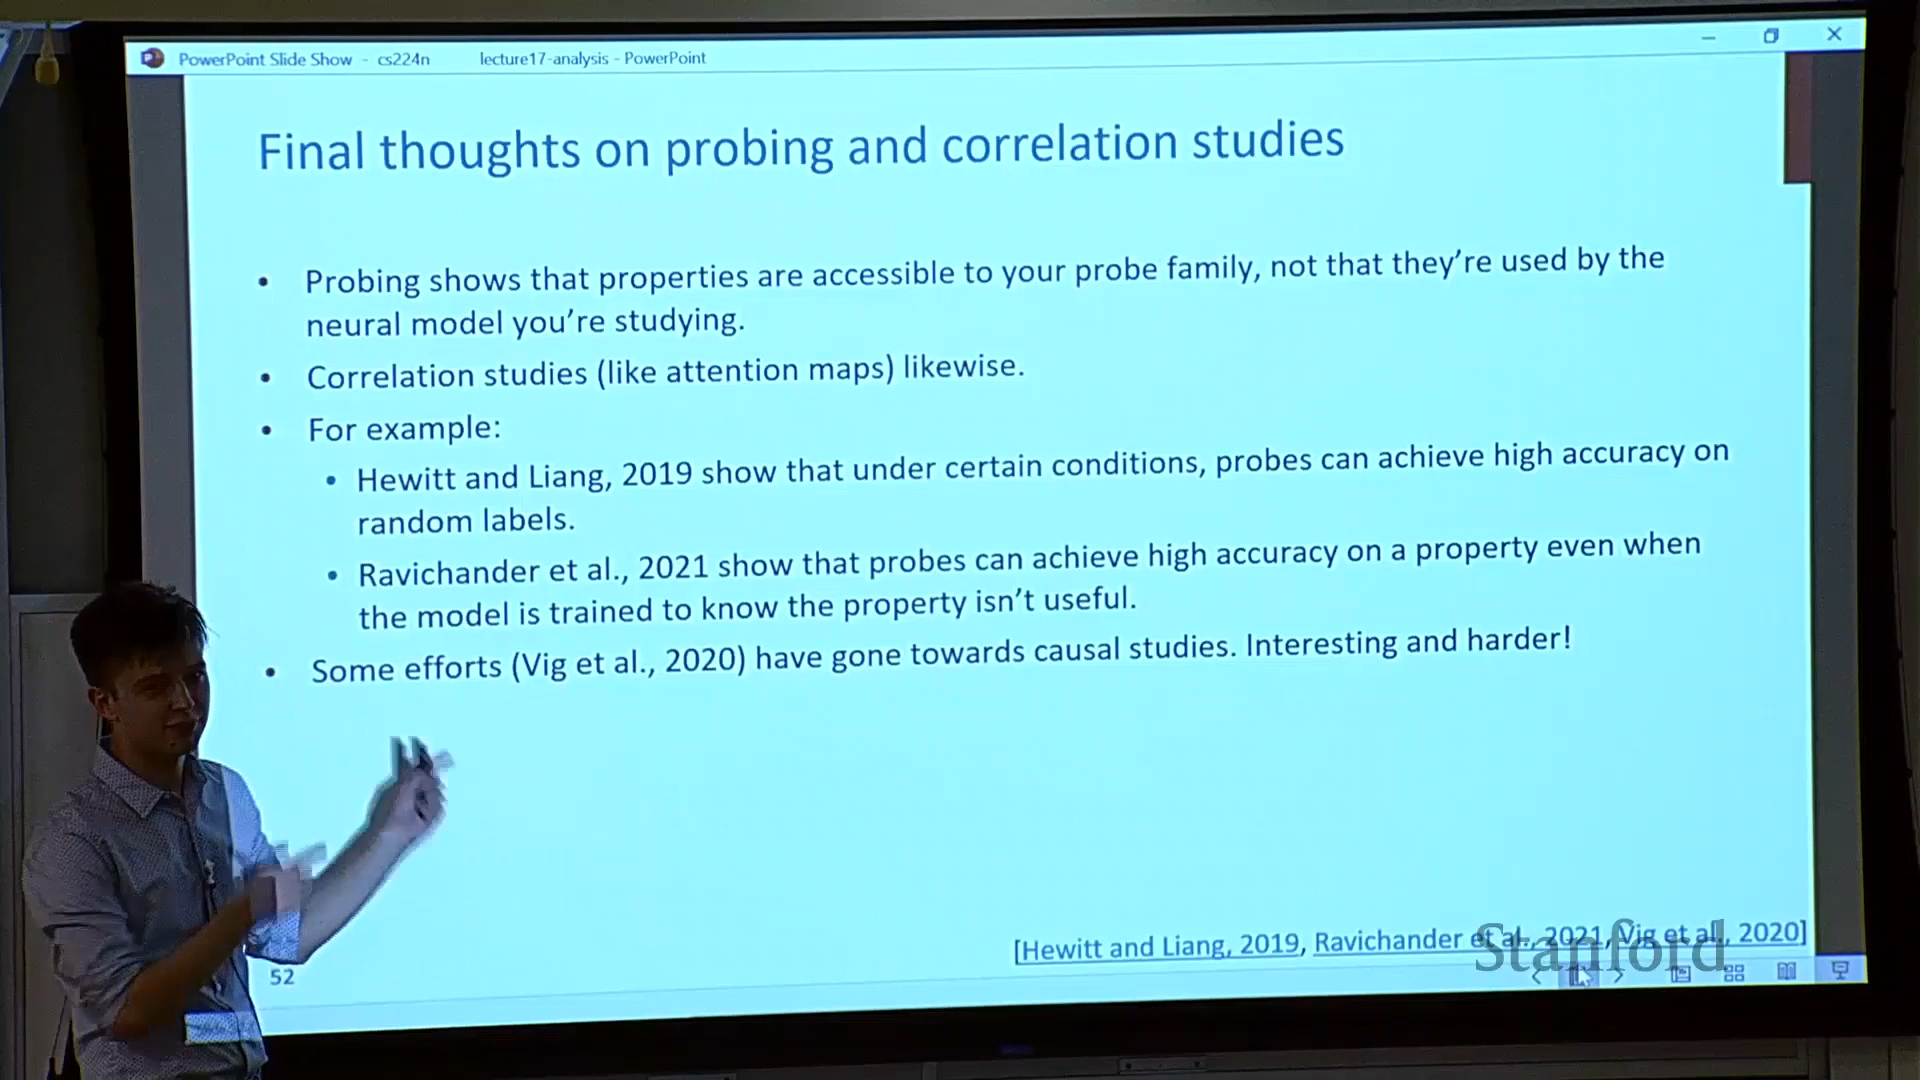 PowerPoint Slide Show - cs224n lecture17-analysis - PowerPoint
Final thoughts on probing and correlation studies
• Probing shows that properties are accessible to your probe family, not that they're used by the
neural model you're studying.
• Correlation studies (like attention maps) likewise.
• For example:
• Hewitt and Liang, 2019 show that under certain conditions, probes can achieve high accuracy on
random labels.
• Ravichander et al., 2021 show that probes can achieve high accuracy on a property even when
the model is trained to know the property isn't useful.
• Some efforts (Vig et al., 2020) have gone towards causal studies. Interesting and harder!
[Hewitt and Liang, 2019, Ravichander et al., 2021, Vig et al., 2020]
Stanford
52